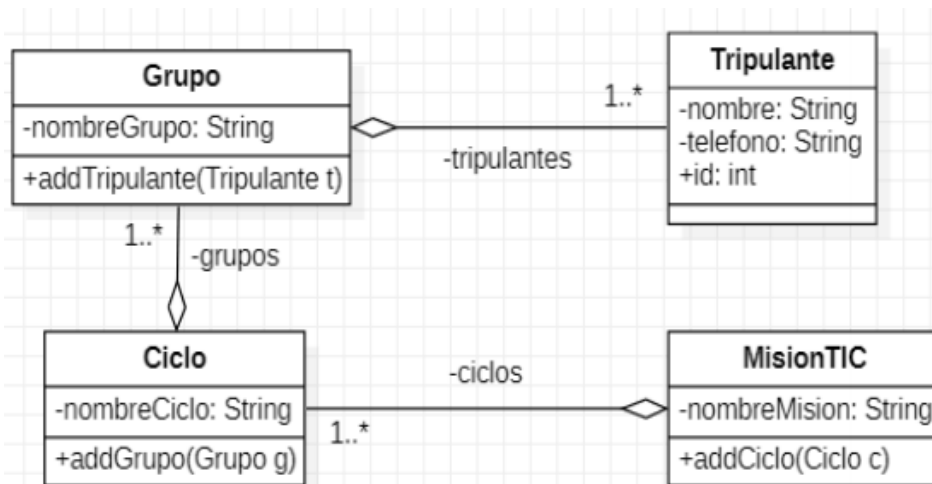 Grupo
-nombreGrupo: String
+addTripulante(Tripulante t)
1..*
-tripulantes
Tripulante
-nombre: String
-telefono: String
+id: int
1..*
-grupos
Ciclo
-nombreCiclo: String
+addGrupo(Grupo g)
-ciclos
1..*
MisionTIC
-nombreMision: String
+addCiclo(Ciclo c)